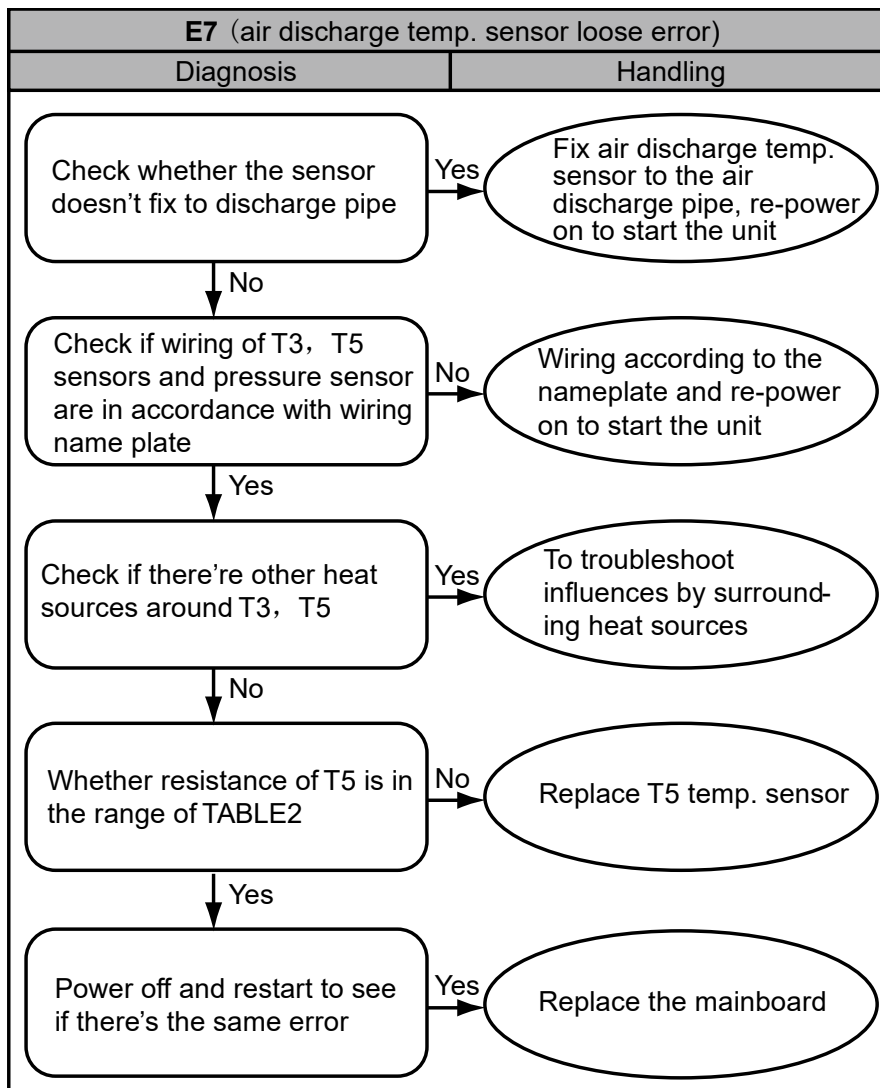 E7（air discharge temp. sensor loose error)
Diagnosis
Handling
Check whether the sensor
doesn't fix to discharge pipe
Yes
Fix air discharge temp.
sensor to the air
discharge pipe, re-power
on to start the unit
No
Check if wiring of T3，T5
sensors and pressure sensor
are in accordance with wiring
name plate
No
Wiring according to the
nameplate and re-power
on to start the unit
Yes
Check if there're other heat
sources around T3，T5
Yes
To troubleshoot
influences by surround-
ing heat sources
No
Whether resistance of T5 is in
the range of TABLE2
No
Replace T5 temp. sensor
Yes
Power off and restart to see
if there's the same error
Yes
Replace the mainboard